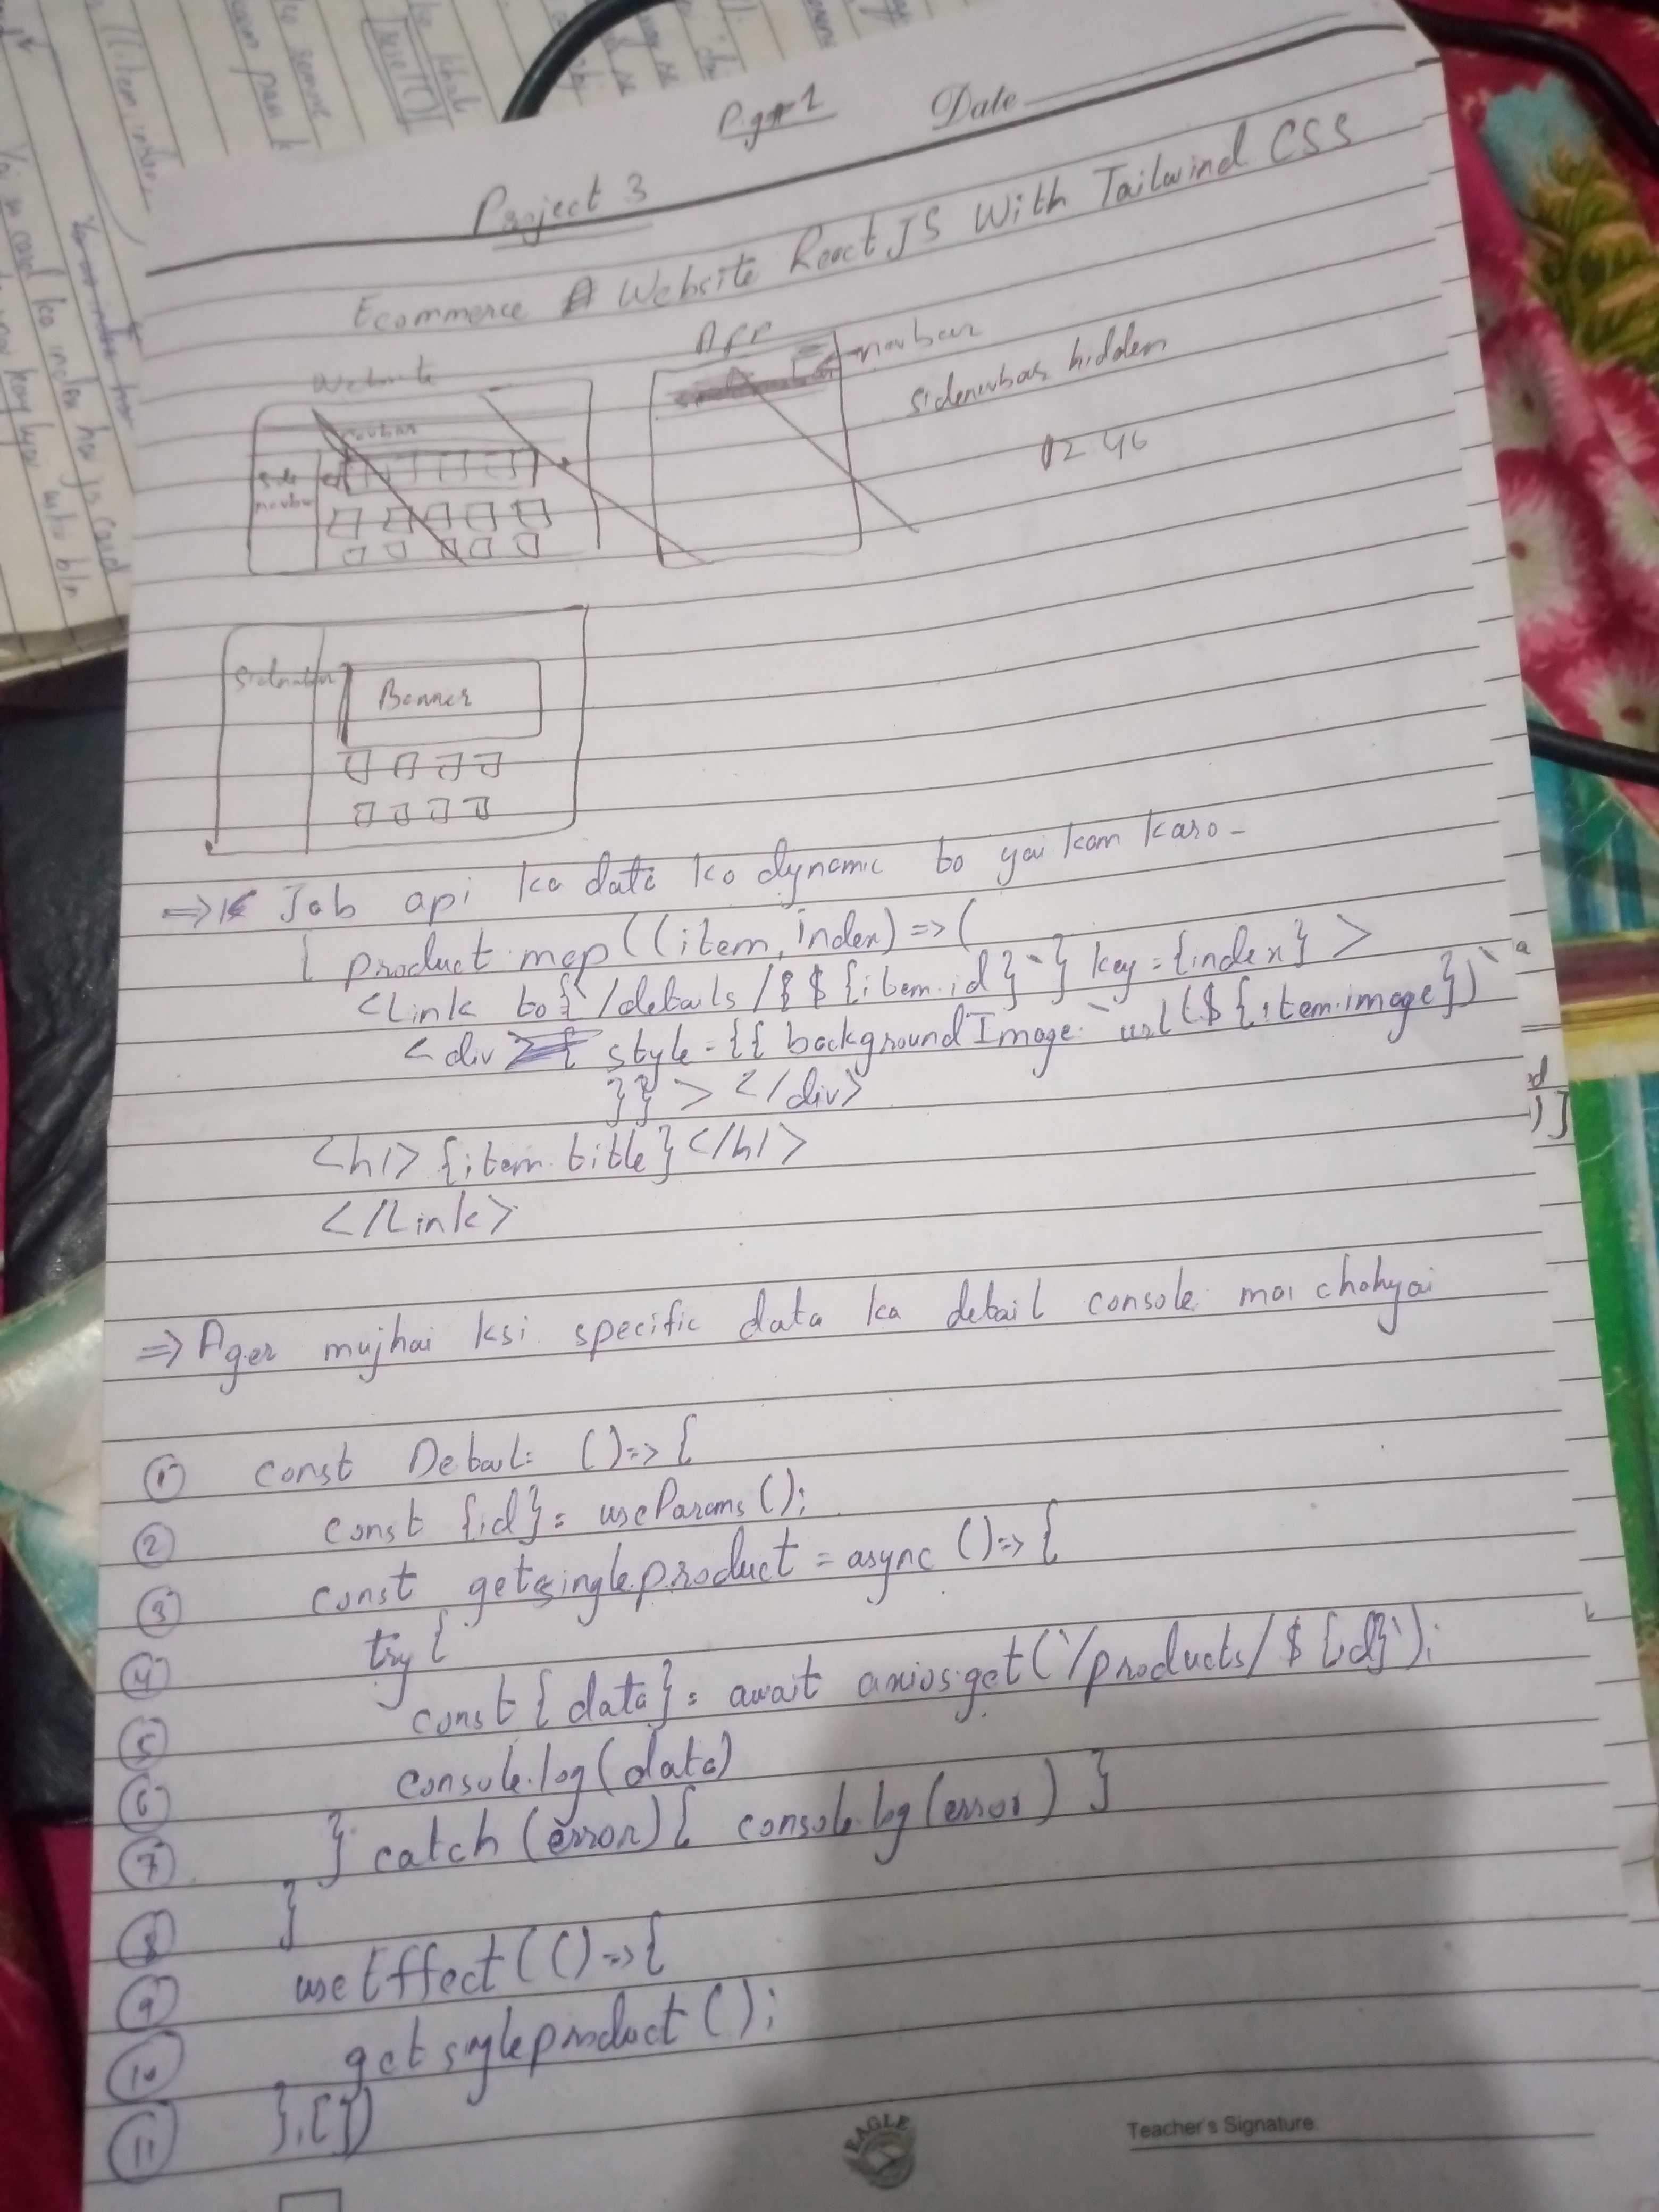 P.g#1
Date
Project 3
Ecommerce Website React JS With Tailwind CSS
Website
App
navbar
navbar
sidenavbar hidden
Side
navbar
12 46
Sidenavbar
Banner
=> Jab api ka data ko dynamic to yai kam karo -
{ product.map((item, index) => (
<Link to{`/details/$${item.id}`} key={index} >
<div style={{ backgroundImage: `url(${item.image})`
}} > </div>
<h1> {item.title} </h1>
</Link>
=> Ager mujhai ksi specific data ka detail console mai chahyai
① const Detail= ()=> {
② const {id} = useParams();
③ const getsingleproduct = async ()=> {
④ try {
⑤ const { data } = await axios.get(`/products/${id}`);
⑥ console.log(data)
⑦ } catch (error) { console.log(error) }
⑧ }
⑨ useEffect(()=> {
⑩ getsingleproduct();
⑪ },[])
EAGLE
Teacher's Signature